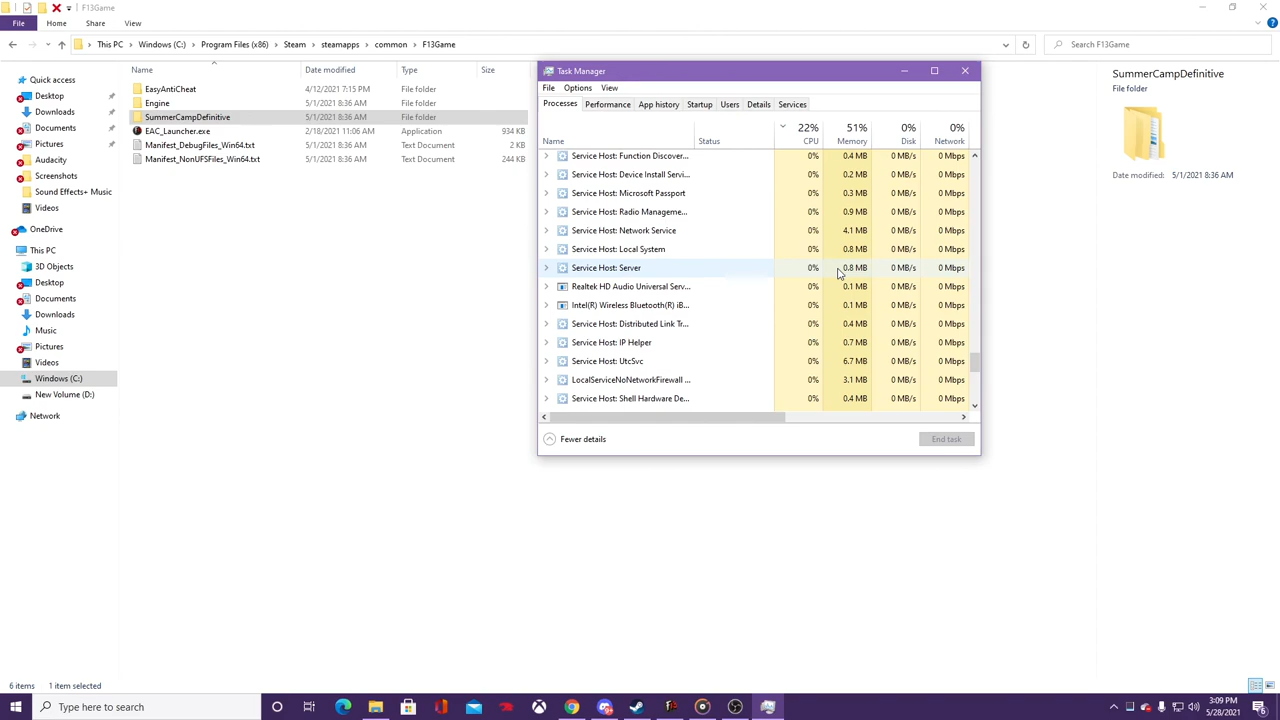 F13Game
File Home Share View
This PC Windows (C:) Program Files (x86) Steam steamapps common F13Game Search F13Game
Name Date modified Type Size
Quick access
Desktop
Downloads
Documents
Pictures
Audacity
Screenshots
Sound Effects+ Music
Videos
OneDrive
This PC
3D Objects
Desktop
Documents
Downloads
Music
Pictures
Videos
Windows (C:)
New Volume (D:)
Network
EasyAntiCheat 4/12/2021 7:15 PM File folder
Engine 5/1/2021 8:36 AM File folder
SummerCampDefinitive 5/1/2021 8:36 AM File folder
EAC_Launcher.exe 2/18/2021 11:06 AM Application 934 KB
Manifest_DebugFiles_Win64.txt 5/1/2021 8:36 AM Text Document 2 KB
Manifest_NonUFSFiles_Win64.txt 5/1/2021 8:36 AM Text Document 244 KB
Task Manager
File Options View
Processes Performance App history Startup Users Details Services
22% 51% 0% 0%
Name Status CPU Memory Disk Network
Service Host: Function Discover... 0% 0.4 MB 0 MB/s 0 Mbps
Service Host: Device Install Servi... 0% 0.2 MB 0 MB/s 0 Mbps
Service Host: Microsoft Passport 0% 0.3 MB 0 MB/s 0 Mbps
Service Host: Radio Manageme... 0% 0.9 MB 0 MB/s 0 Mbps
Service Host: Network Service 0% 4.1 MB 0 MB/s 0 Mbps
Service Host: Local System 0% 0.8 MB 0 MB/s 0 Mbps
Service Host: Server 0% 0.8 MB 0 MB/s 0 Mbps
Realtek HD Audio Universal Serv... 0% 0.1 MB 0 MB/s 0 Mbps
Intel(R) Wireless Bluetooth(R) iB... 0% 0.1 MB 0 MB/s 0 Mbps
Service Host: Distributed Link Tr... 0% 0.4 MB 0 MB/s 0 Mbps
Service Host: IP Helper 0% 0.7 MB 0 MB/s 0 Mbps
Service Host: UtcSvc 0% 6.7 MB 0 MB/s 0 Mbps
LocalServiceNoNetworkFirewall ... 0% 3.1 MB 0 MB/s 0 Mbps
Service Host: Shell Hardware De... 0% 0.4 MB 0 MB/s 0 Mbps
Fewer details End task
SummerCampDefinitive
File folder
Date modified: 5/1/2021 8:36 AM
6 items 1 item selected
Type here to search
3:09 PM
5/28/2021
6